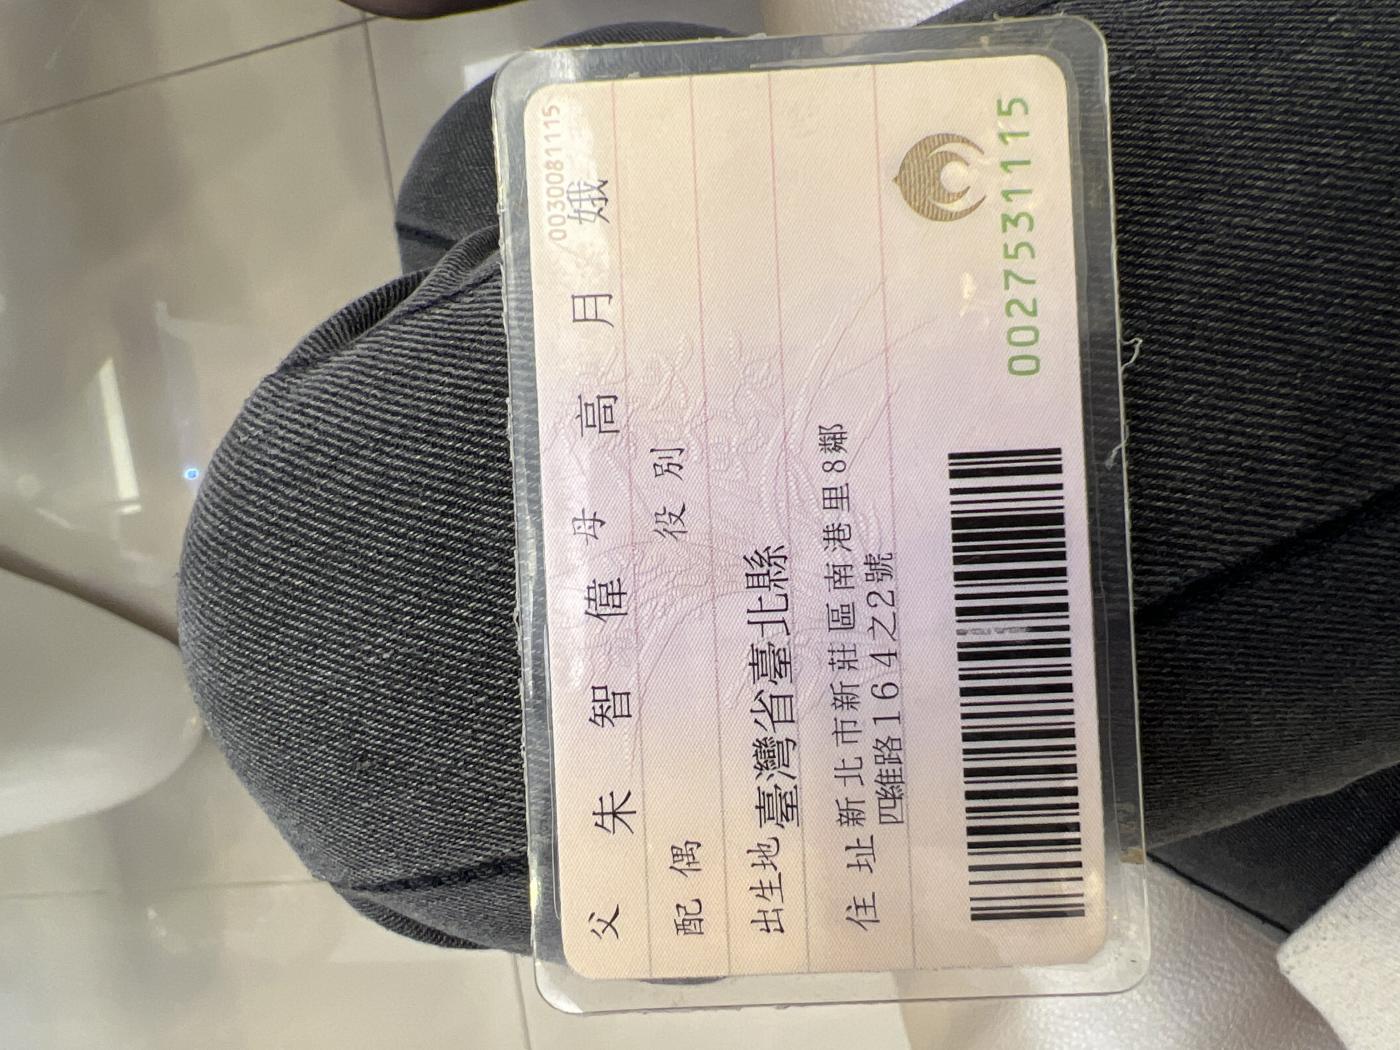 0030081115
父 朱 智 偉 母 高 月 娥
配 偶 役 別
出生地 臺灣省臺北縣
住 址 新北市新莊區南港里8鄰
四維路164之2號
0027531115